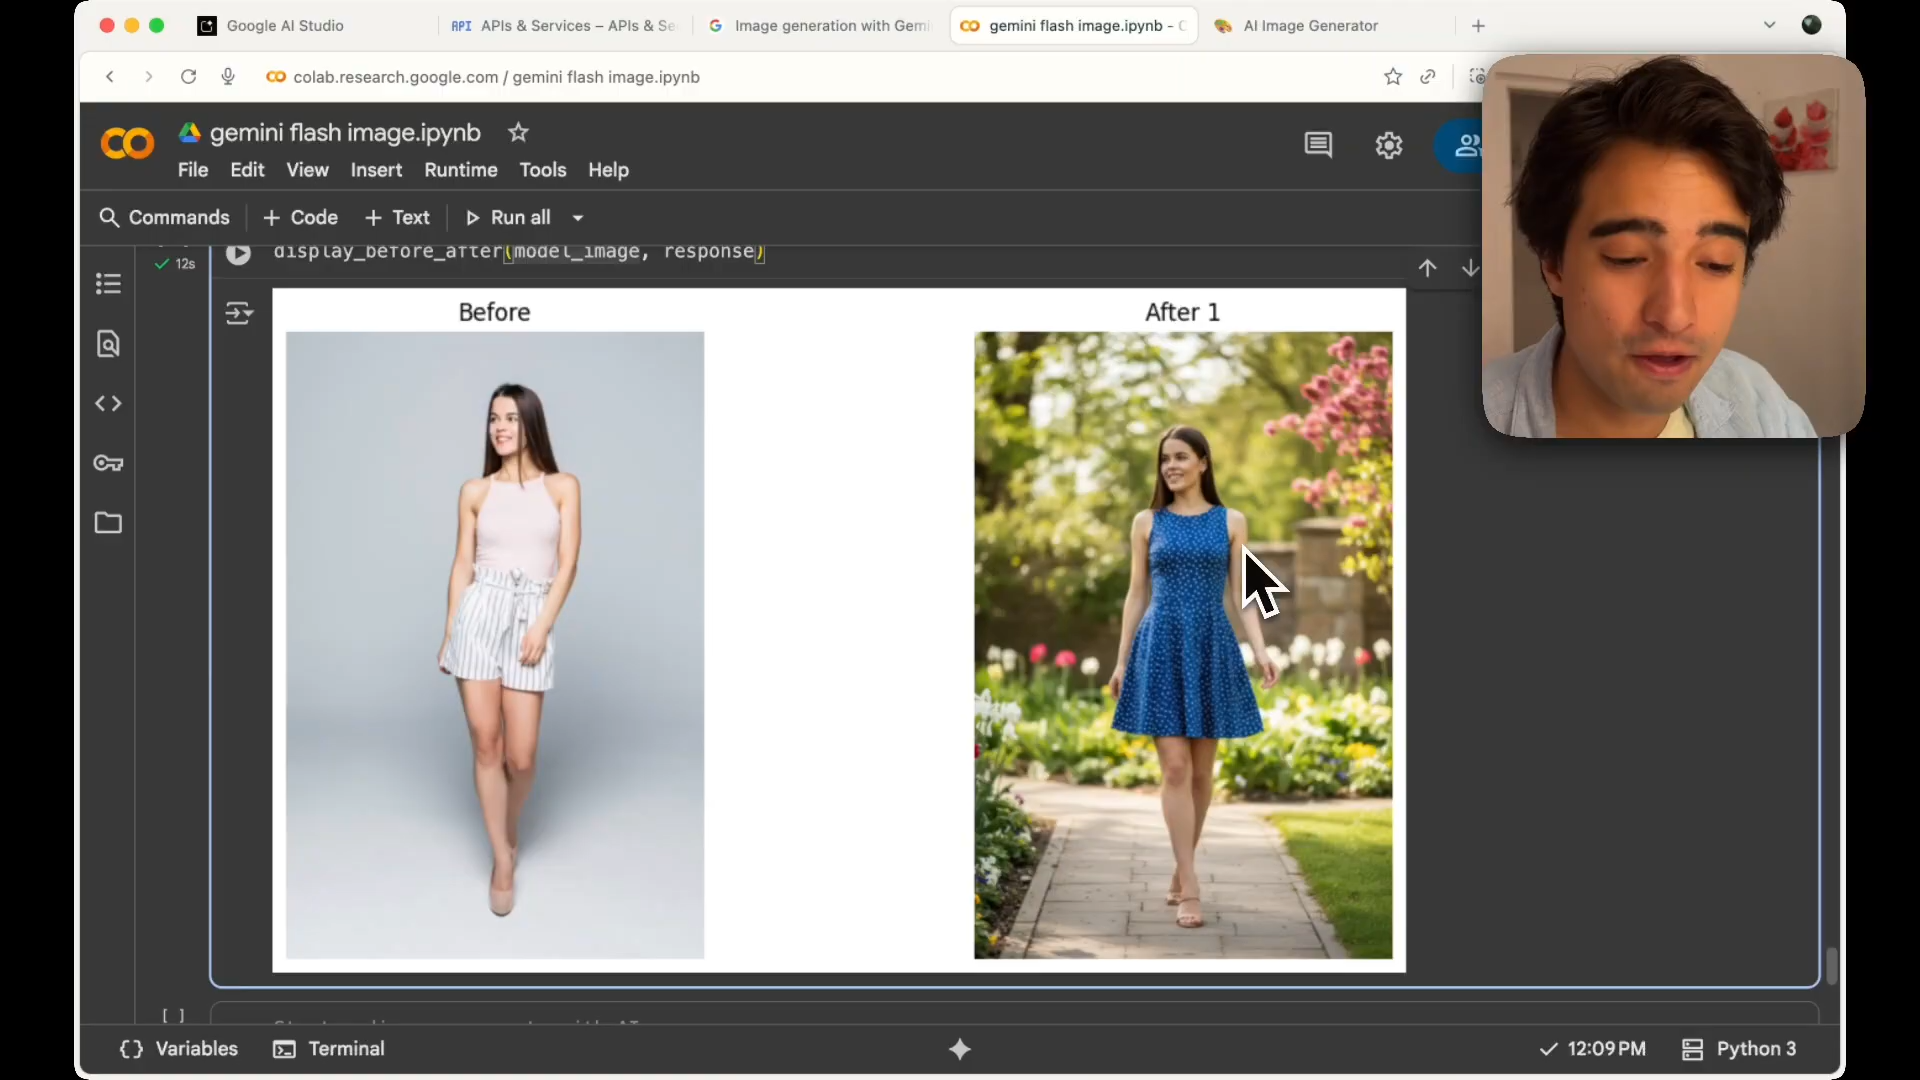 Google AI Studio
API APIs & Services – APIs & Se
Image generation with Gemi
gemini flash image.ipynb - C
AI Image Generator
colab.research.google.com / gemini flash image.ipynb
gemini flash image.ipynb
File Edit View Insert Runtime Tools Help
Commands + Code + Text Run all
display_before_after(model_image, response)
12s
Before
After 1
[ ]
Variables
Terminal
12:09 PM
Python 3